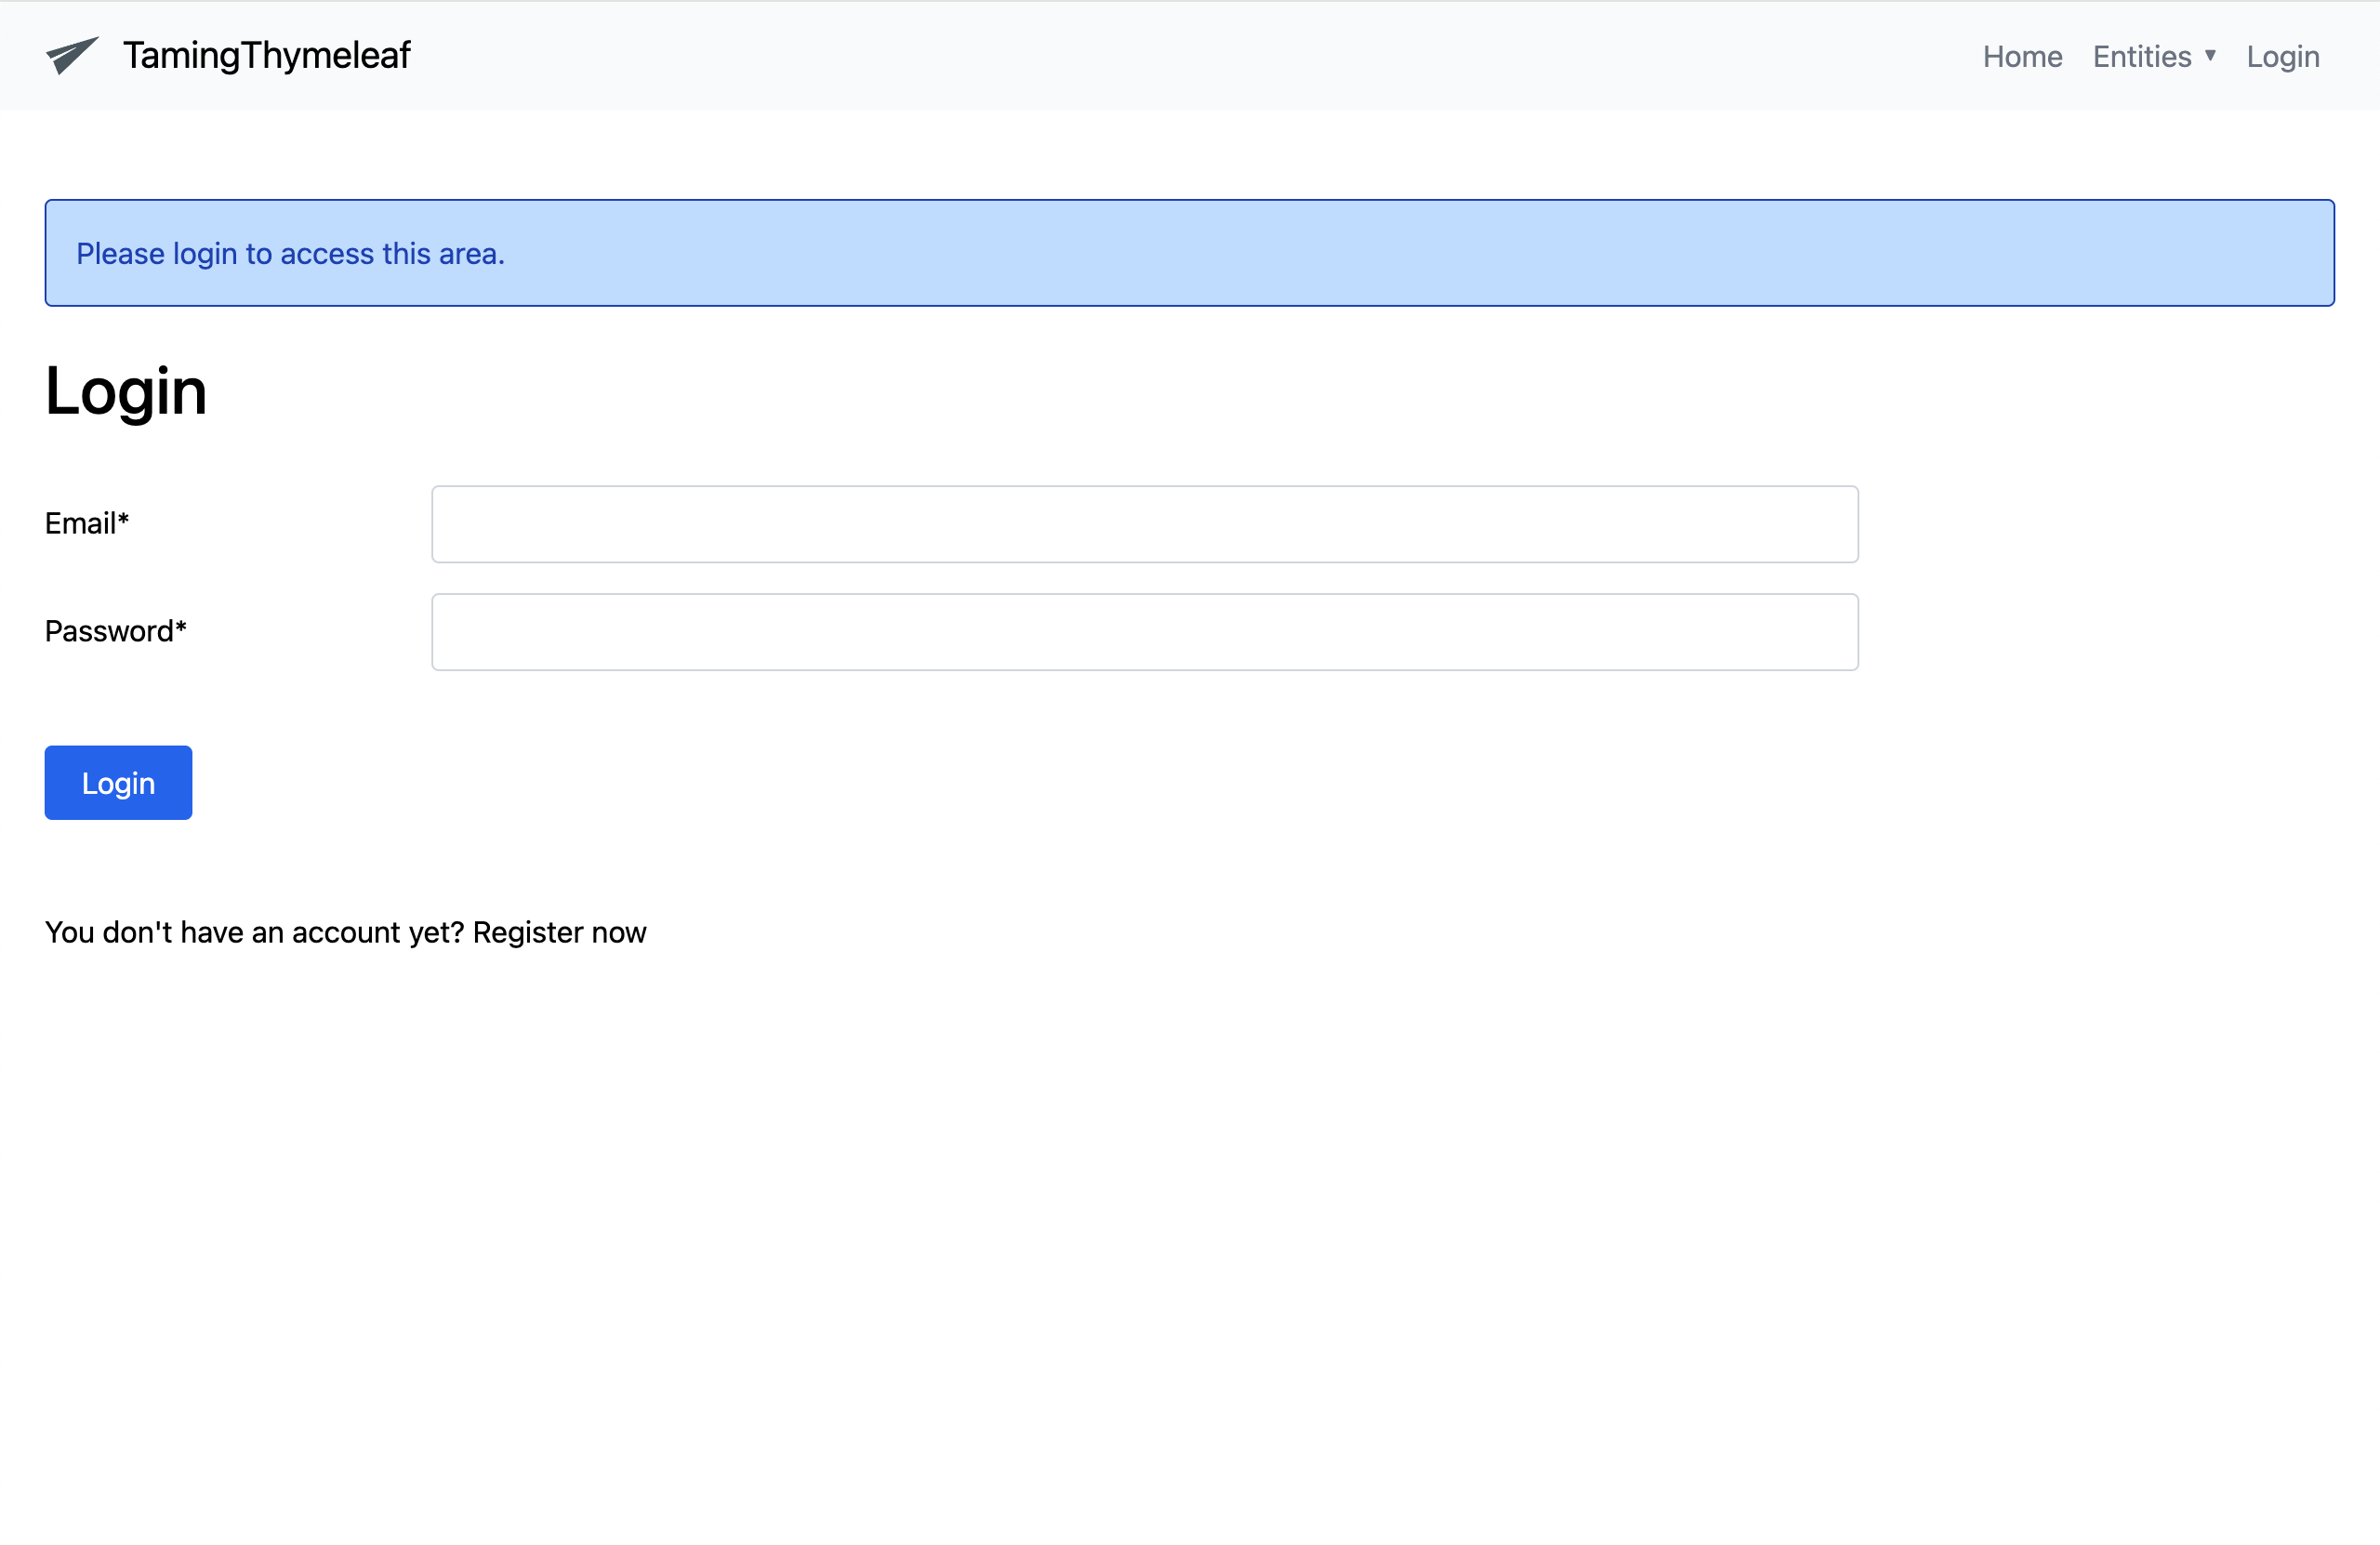 TamingThymeleaf
Home Entities ▼ Login
Please login to access this area.
Login
Email*
Password*
Login
You don't have an account yet? Register now